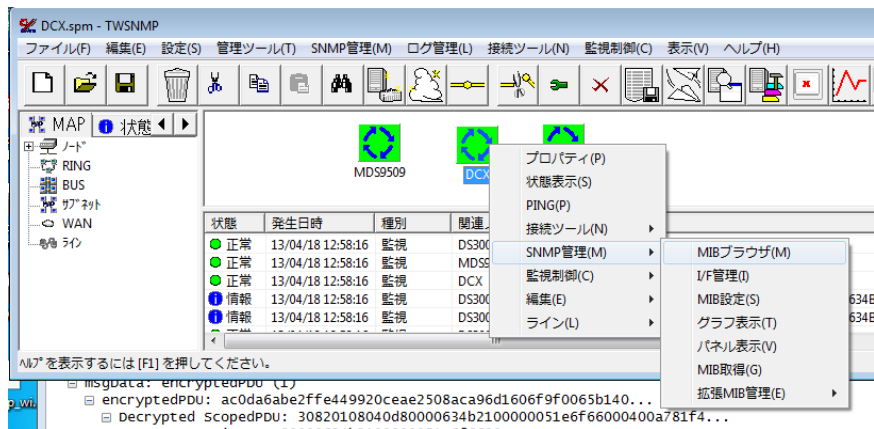 DCX.spm - TWSNMP
ファイル(F) 編集(E) 設定(S) 管理ツール(T) SNMP管理(M) ログ管理(L) 接続ツール(N) 監視制御(C) 表示(V) ヘルプ(H)
MAP 状態
ﾉｰﾄﾞ
RING
BUS
ｻﾌﾞﾈｯﾄ
WAN
ﾗｲﾝ
MDS9509
DCX
プロパティ(P)
状態表示(S)
PING(P)
接続ツール(N)
SNMP管理(M)
監視制御(C)
編集(E)
ライン(L)
MIBブラウザ(M)
I/F管理(I)
MIB設定(S)
グラフ表示(T)
パネル表示(V)
MIB取得(G)
拡張MIB管理(E)
状態 発生日時 種別 関連
正常 13/04/18 12:58:16 監視 DS300
正常 13/04/18 12:58:16 監視 MDS9
正常 13/04/18 12:58:16 監視 DCX
情報 13/04/18 12:58:16 監視 DS300 634B
情報 13/04/18 12:58:16 監視 DS300 634B
ﾍﾙﾌﾟを表示するには [F1] を押してください。
msgData: encryptedPDU (1)
encryptedPDU: ac0da6abe2ffe449920ceae2508aca96d1606f9f0065b140...
Decrypted ScopedPDU: 30820108040d80000634b2100000051e6f66000400a781f4...